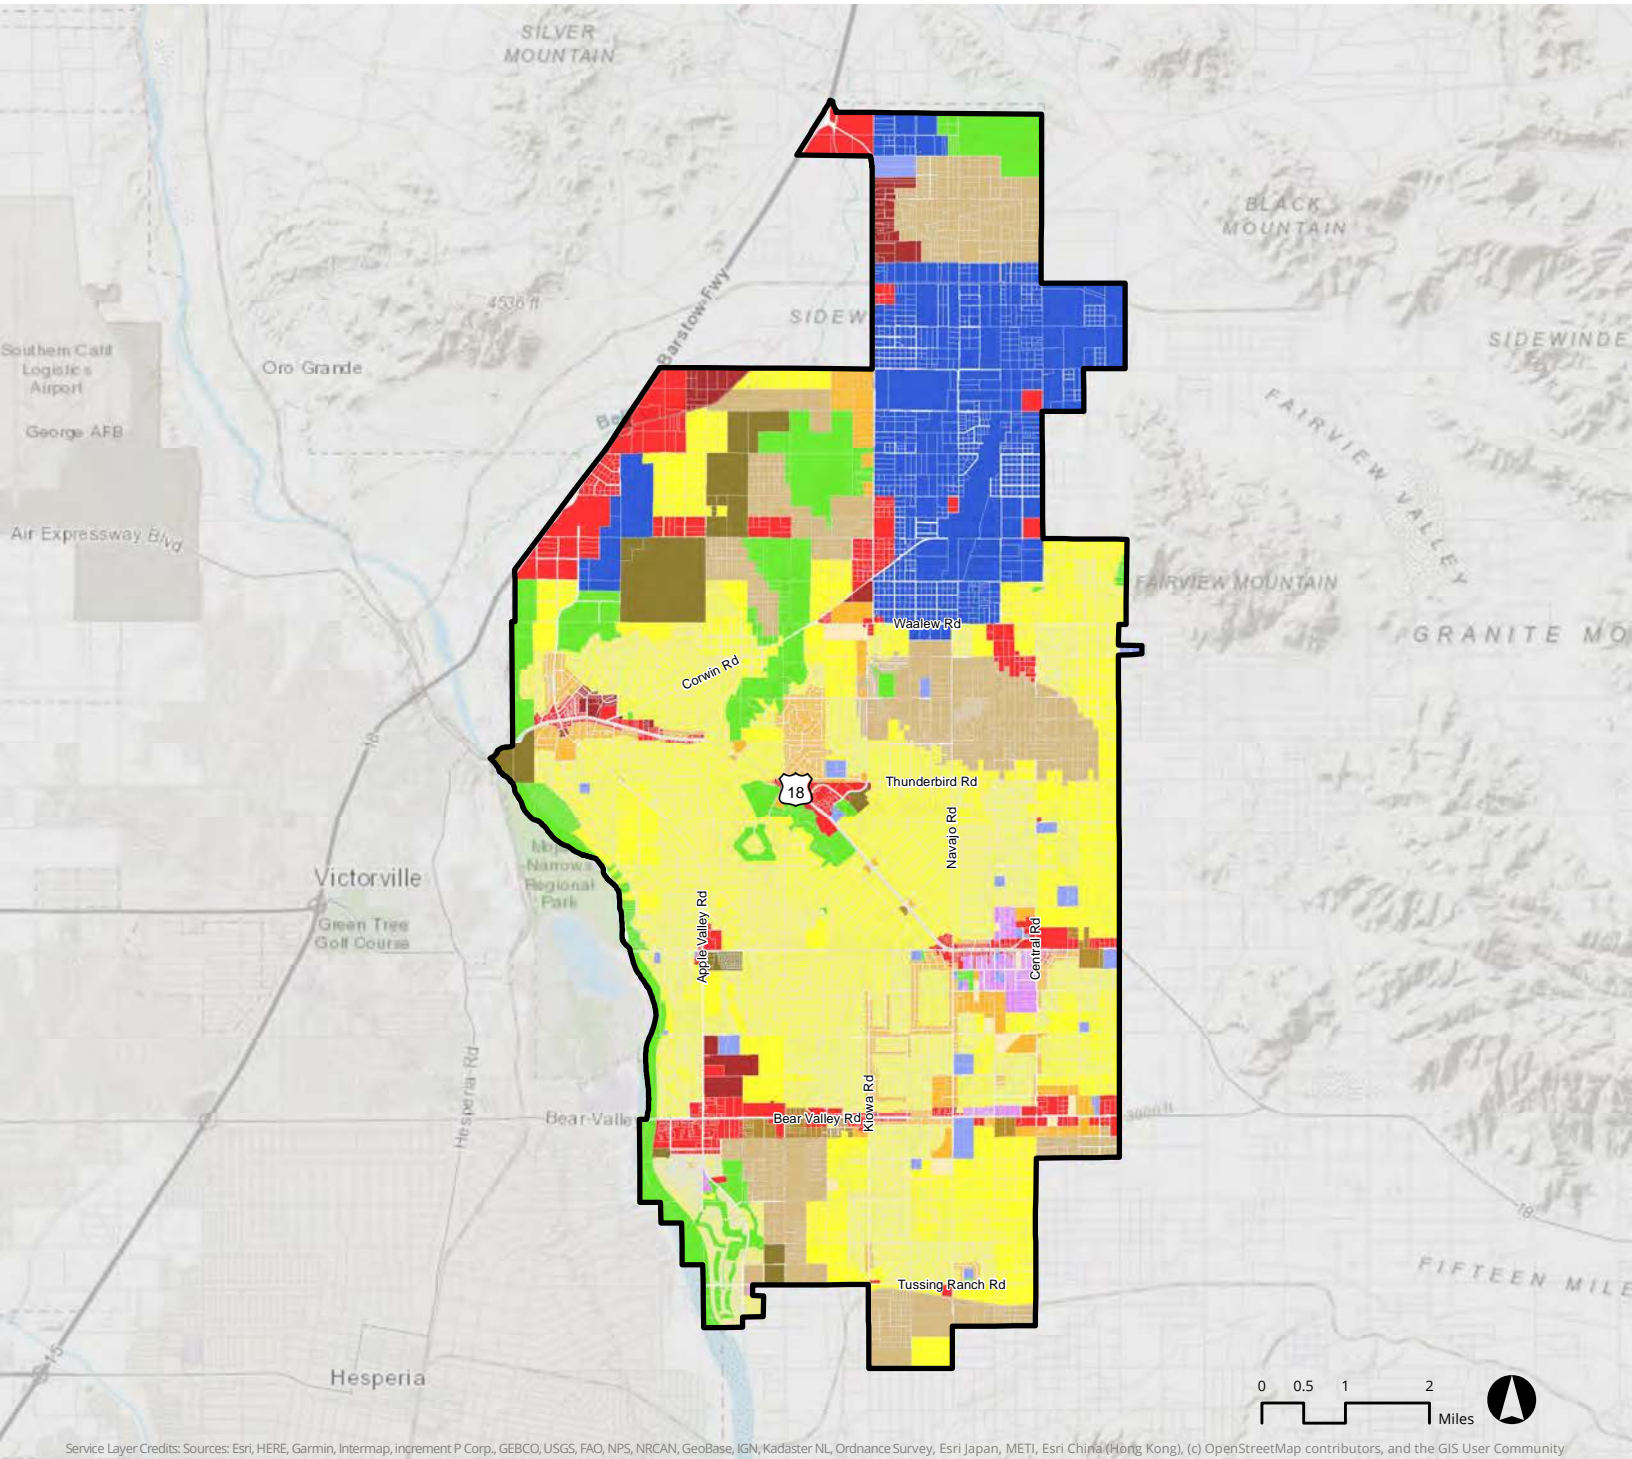 SILVER
MOUNTAIN
BLACK
MOUNTAIN
4536 ft
Barstow Fwy
SIDEW
SIDEWINDE
Southern Calif
Logistics
Airport
Oro Grande
George AFB
FAIRVIEW VALLEY
Air Expressway Blvd
FAIRVIEW MOUNTAIN
Waalew Rd
GRANITE MO
Corwin Rd
18
Thunderbird Rd
18
Navajo Rd
Narrows
Regional
Park
Victorville
Green Tree
Golf Course
Apple Valley Rd
Central Rd
Hesperia Rd
Kiowa Rd
Bear-Valle
Bear Valley Rd
3000 ft
18
FIFTEEN MILE
Tussing Ranch Rd
Hesperia
0 0.5 1 2
Miles
Service Layer Credits: Sources: Esri, HERE, Garmin, Intermap, increment P Corp., GEBCO, USGS, FAO, NPS, NRCAN, GeoBase, IGN, Kadaster NL, Ordnance Survey, Esri Japan, METI, Esri China (Hong Kong), (c) OpenStreetMap contributors, and the GIS User Community